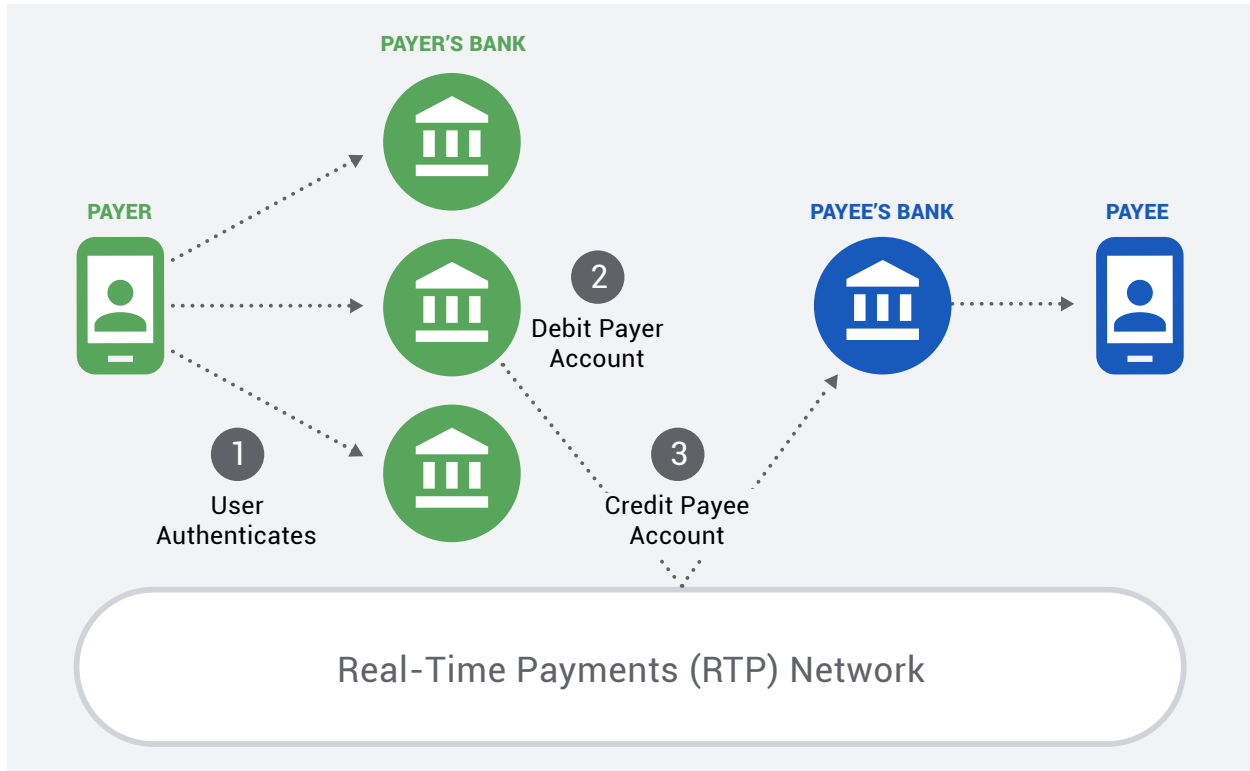 PAYER'S BANK
PAYER
PAYEE'S BANK
PAYEE
2
Debit Payer
Account
1
User
Authenticates
3
Credit Payee
Account
Real-Time Payments (RTP) Network